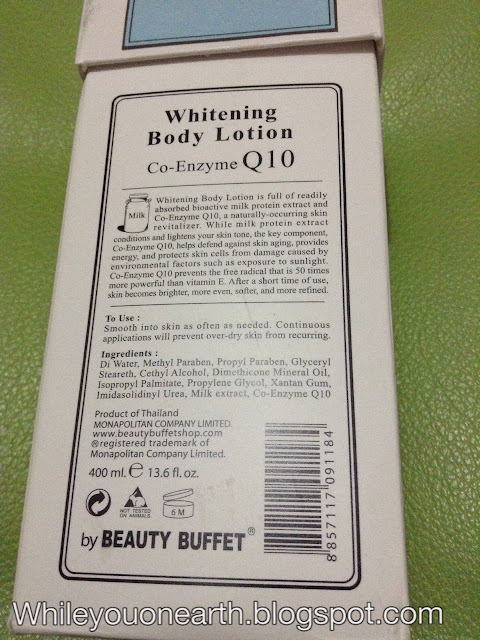 Whitening
Body Lotion
Co-Enzyme Q10
Milk
Whitening Body Lotion is full of readily
absorbed bioactive milk protein extract and
Co-Enzyme Q10, a naturally-occurring skin
revitalizer. While milk protein extract
conditions and lightens your skin tone, the key component,
Co-Enzyme Q10, helps defend against skin aging, provides
energy, and protects skin cells from damage caused by
environmental factors such as exposure to sunlight.
Co-Enzyme Q10 prevents the free radical that is 50 times
more powerful than vitamin E. After a short time of use,
skin becomes brighter, more even, softer, and more refined.
To Use :
Smooth into skin as often as needed. Continuous
applications will prevent over-dry skin from recurring.
Ingredients :
Di Water, Methyl Paraben, Propyl Paraben, Glyceryl
Steareth, Cethyl Alcohol, Dimethicone Mineral Oil,
Isopropyl Palmitate, Propylene Glycol, Xantan Gum,
Imidasolidinyl Urea, Milk extract, Co-Enzyme Q10
Product of Thailand
MONAPOLITAN COMPANY LIMITED.
www.beautybuffetshop.com
®registered trademark of
Monapolitan Company Limited.
400 ml. e 13.6 fl. oz.
NOT TESTED
ON ANIMALS
6 M
by BEAUTY BUFFET®
8 857117 091184
Whileyouonearth.blogspot.com